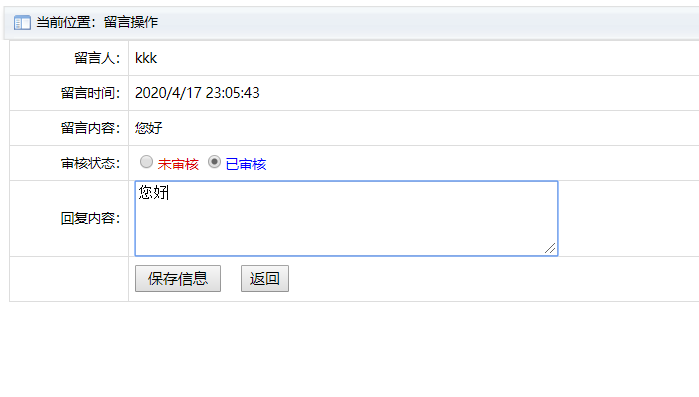 当前位置：留言操作
留言人： kkk
留言时间： 2020/4/17 23:05:43
留言内容： 您好
审核状态： 未审核 已审核
回复内容： 您好
保存信息 返回